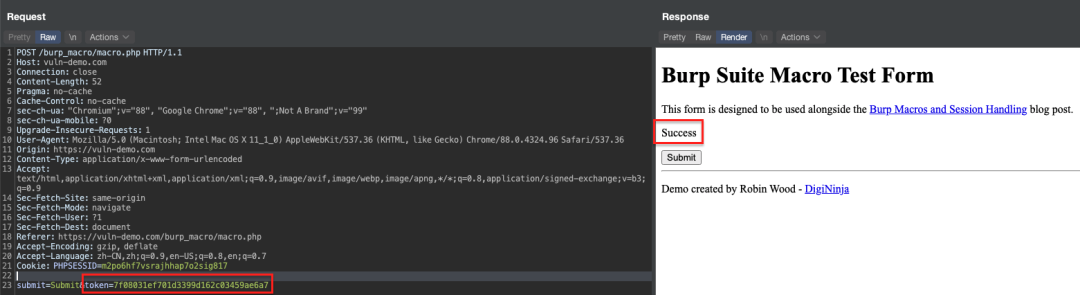 Request
Pretty Raw \n Actions
1 POST /burp_macro/macro.php HTTP/1.1
2 Host: vuln-demo.com
3 Connection: close
4 Content-Length: 52
5 Pragma: no-cache
6 Cache-Control: no-cache
7 sec-ch-ua: "Chromium";v="88", "Google Chrome";v="88", ";Not A Brand";v="99"
8 sec-ch-ua-mobile: ?0
9 Upgrade-Insecure-Requests: 1
10 User-Agent: Mozilla/5.0 (Macintosh; Intel Mac OS X 11_1_0) AppleWebKit/537.36 (KHTML, like Gecko) Chrome/88.0.4324.96 Safari/537.36
11 Origin: https://vuln-demo.com
12 Content-Type: application/x-www-form-urlencoded
13 Accept:
text/html,application/xhtml+xml,application/xml;q=0.9,image/avif,image/webp,image/apng,*/*;q=0.8,application/signed-exchange;v=b3;
q=0.9
14 Sec-Fetch-Site: same-origin
15 Sec-Fetch-Mode: navigate
16 Sec-Fetch-User: ?1
17 Sec-Fetch-Dest: document
18 Referer: https://vuln-demo.com/burp_macro/macro.php
19 Accept-Encoding: gzip, deflate
20 Accept-Language: zh-CN,zh;q=0.9,en-US;q=0.8,en;q=0.7
21 Cookie: PHPSESSID=m2po6hf7vsrajhhap7o2sig817
22
23 submit=Submit&token=7f08031ef701d3399d162c03459ae6a7
Response
Pretty Raw Render \n Actions
Burp Suite Macro Test Form
This form is designed to be used alongside the Burp Macros and Session Handling blog post.
Success
Submit
Demo created by Robin Wood - DigiNinja